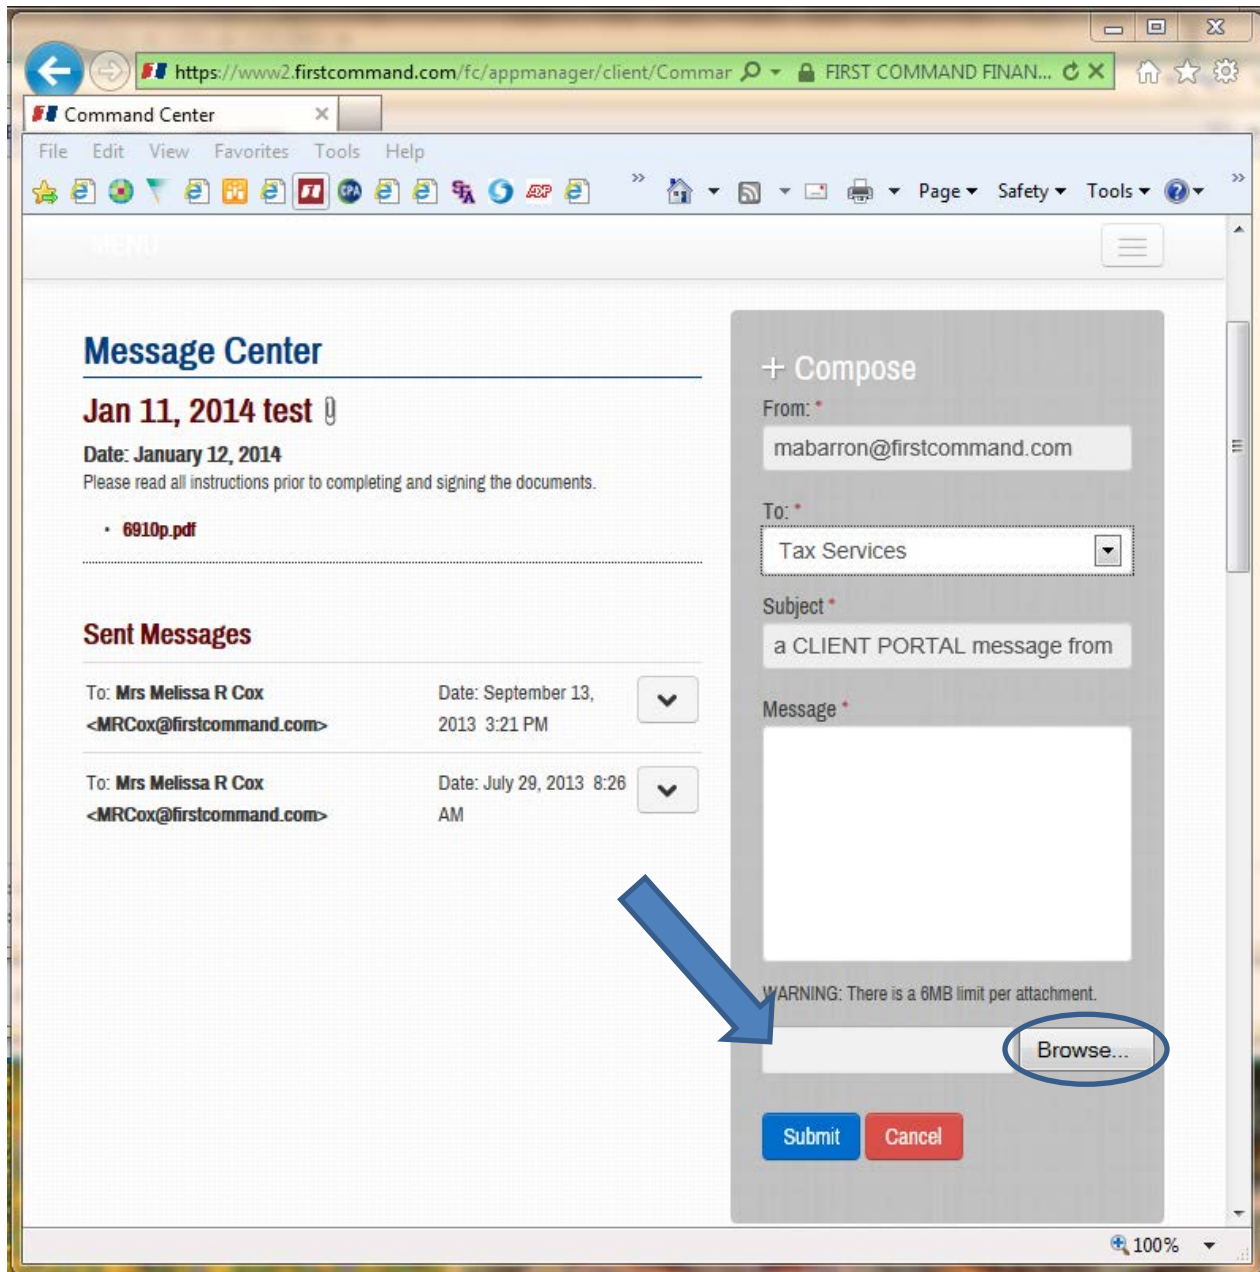 https://www2.firstcommand.com/fc/appmanager/client/Commar
FIRST COMMAND FINAN...
Command Center
File Edit View Favorites Tools Help
CPA
ADP
Page Safety Tools
MENU
Message Center
Jan 11, 2014 test
Date: January 12, 2014
Please read all instructions prior to completing and signing the documents.
• 6910p.pdf
Sent Messages
To: Mrs Melissa R Cox
<MRCox@firstcommand.com>
Date: September 13,
2013 3:21 PM
To: Mrs Melissa R Cox
<MRCox@firstcommand.com>
Date: July 29, 2013 8:26
AM
+ Compose
From: *
mabarron@firstcommand.com
To: *
Tax Services
Subject *
a CLIENT PORTAL message from
Message *
WARNING: There is a 6MB limit per attachment.
Browse...
Submit
Cancel
100%